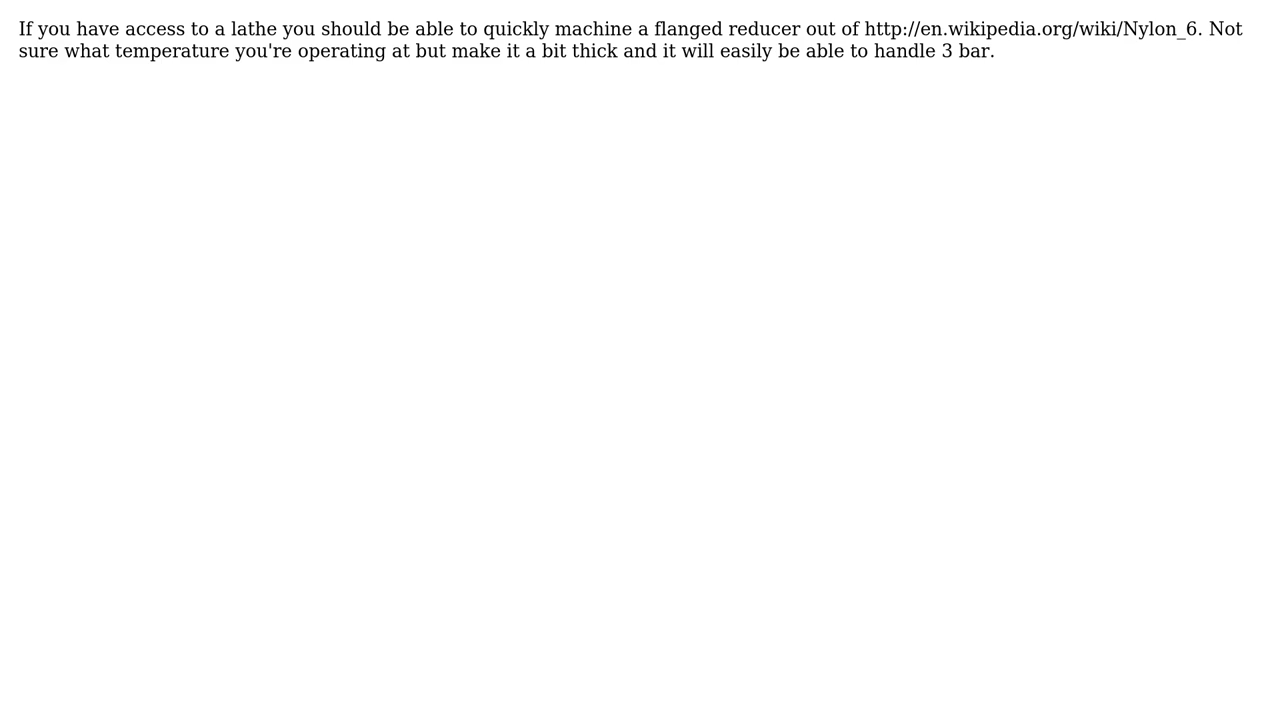 If you have access to a lathe you should be able to quickly machine a flanged reducer out of http://en.wikipedia.org/wiki/Nylon_6. Not
sure what temperature you're operating at but make it a bit thick and it will easily be able to handle 3 bar.